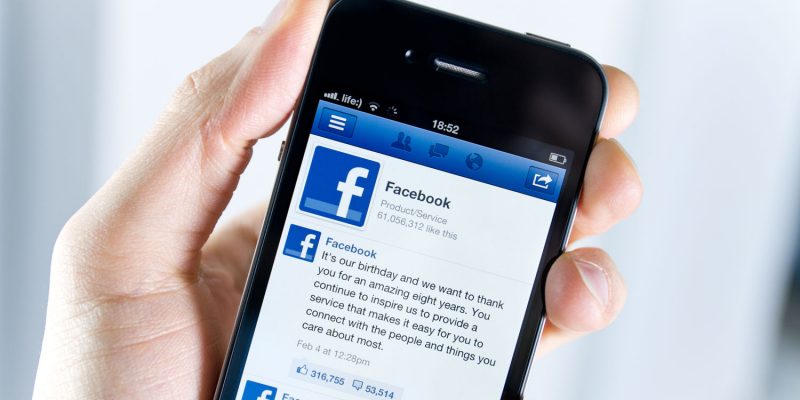 life:)
18:52
f
Facebook
Product/Service
61,056,312 like this
f
Facebook
It's our birthday and we want to thank
you for an amazing eight years. You
continue to inspire us to provide a
service that makes it easy for you to
connect with the people and things you
care about most.
Feb 4 at 12:28pm
316,755 53,514